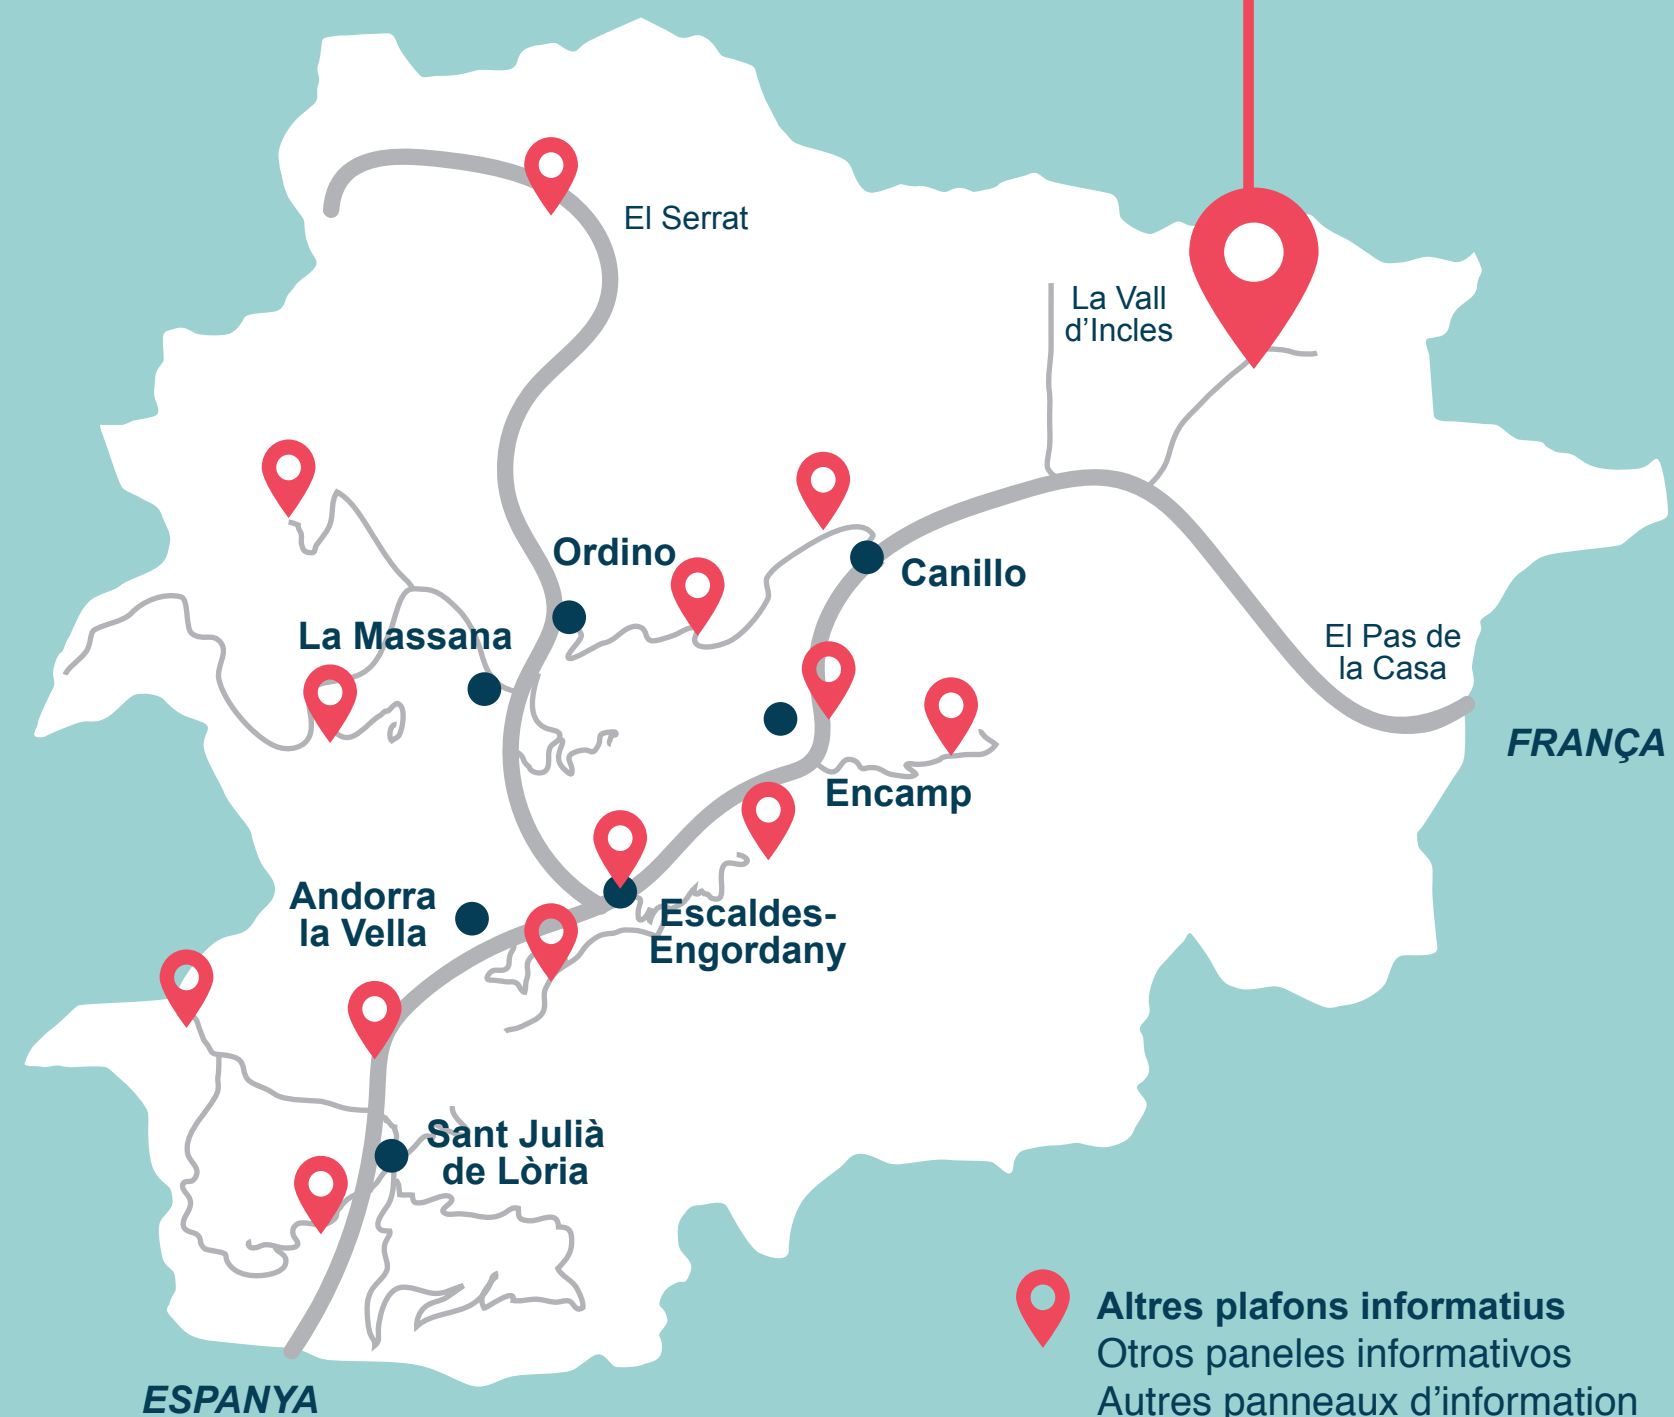 El Serrat
La Vall
d’Incles
Ordino
Canillo
La Massana
El Pas de
la Casa
FRANÇA
Encamp
Andorra
la Vella
Escaldes-
Engordany
Sant Julià
de Lòria
Altres plafons informatius
Otros paneles informativos
Autres panneaux d’information
ESPANYA